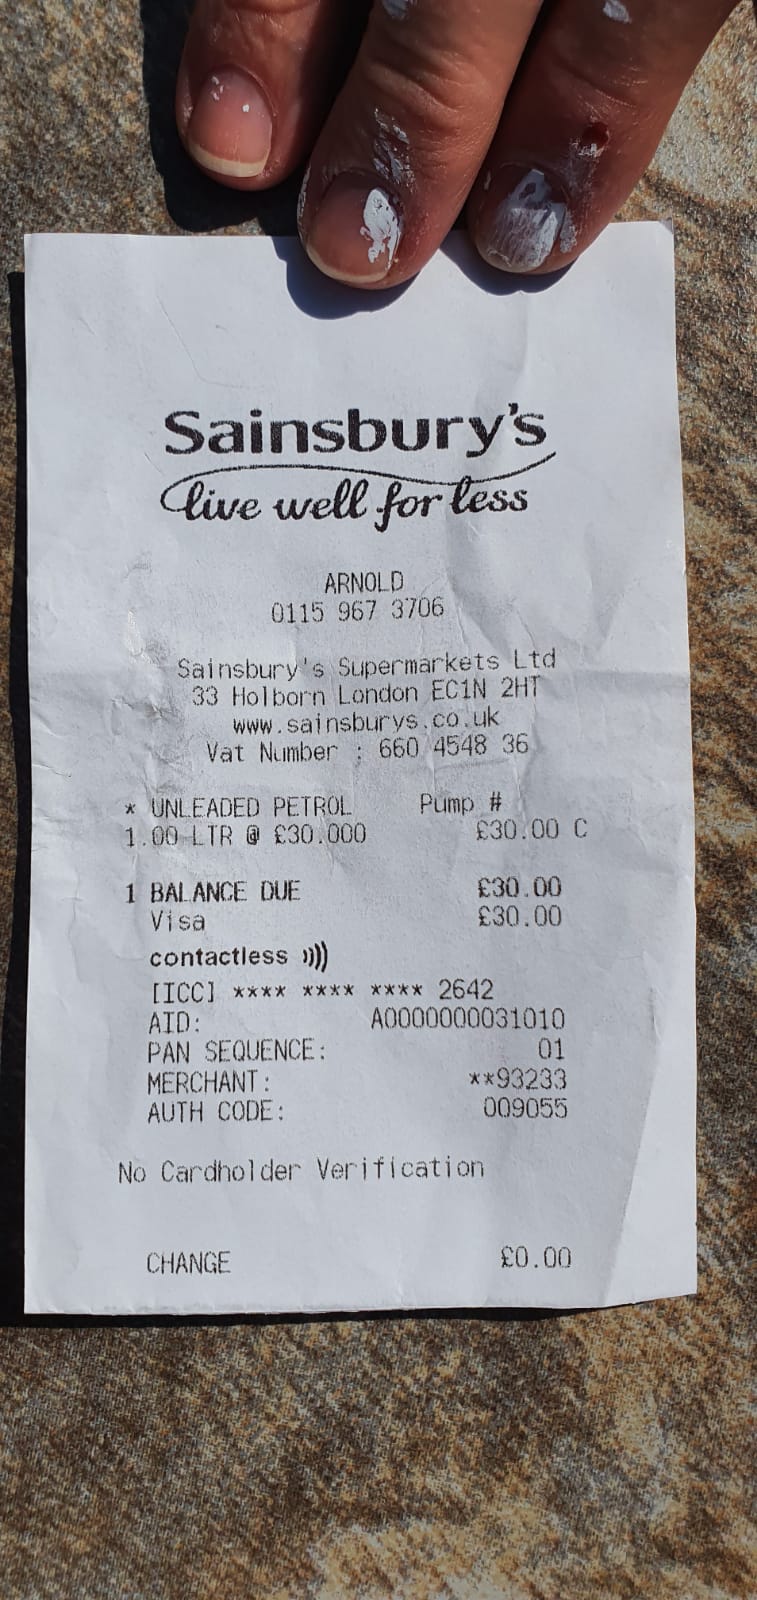 Sainsbury's
live well for less
ARNOLD
0115 967 3706
Sainsbury's Supermarkets Ltd
33 Holborn London EC1N 2HT
www.sainsburys.co.uk
Vat Number : 660 4548 36
* UNLEADED PETROL Pump #
1.00 LTR @ £30.000 £30.00 C
1 BALANCE DUE £30.00
Visa £30.00
contactless
[ICC] **** **** **** 2642
AID: A0000000031010
PAN SEQUENCE: 01
MERCHANT: **93233
AUTH CODE: 009055
No Cardholder Verification
CHANGE £0.00